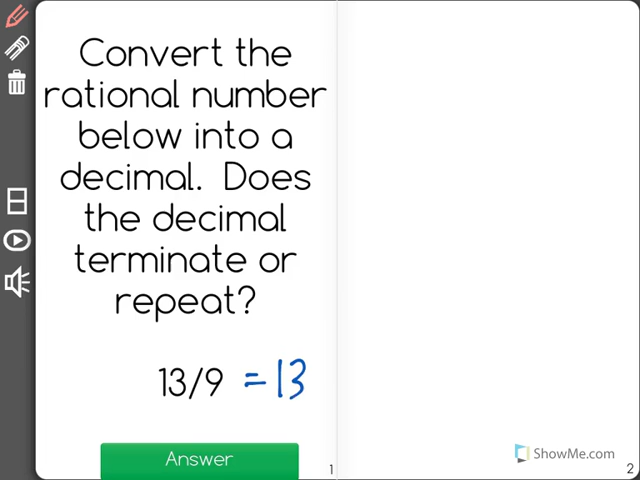 Convert the
rational number
below into a
decimal. Does
the decimal
terminate or
repeat?
13/9 = 13
Answer
1
ShowMe.com
2